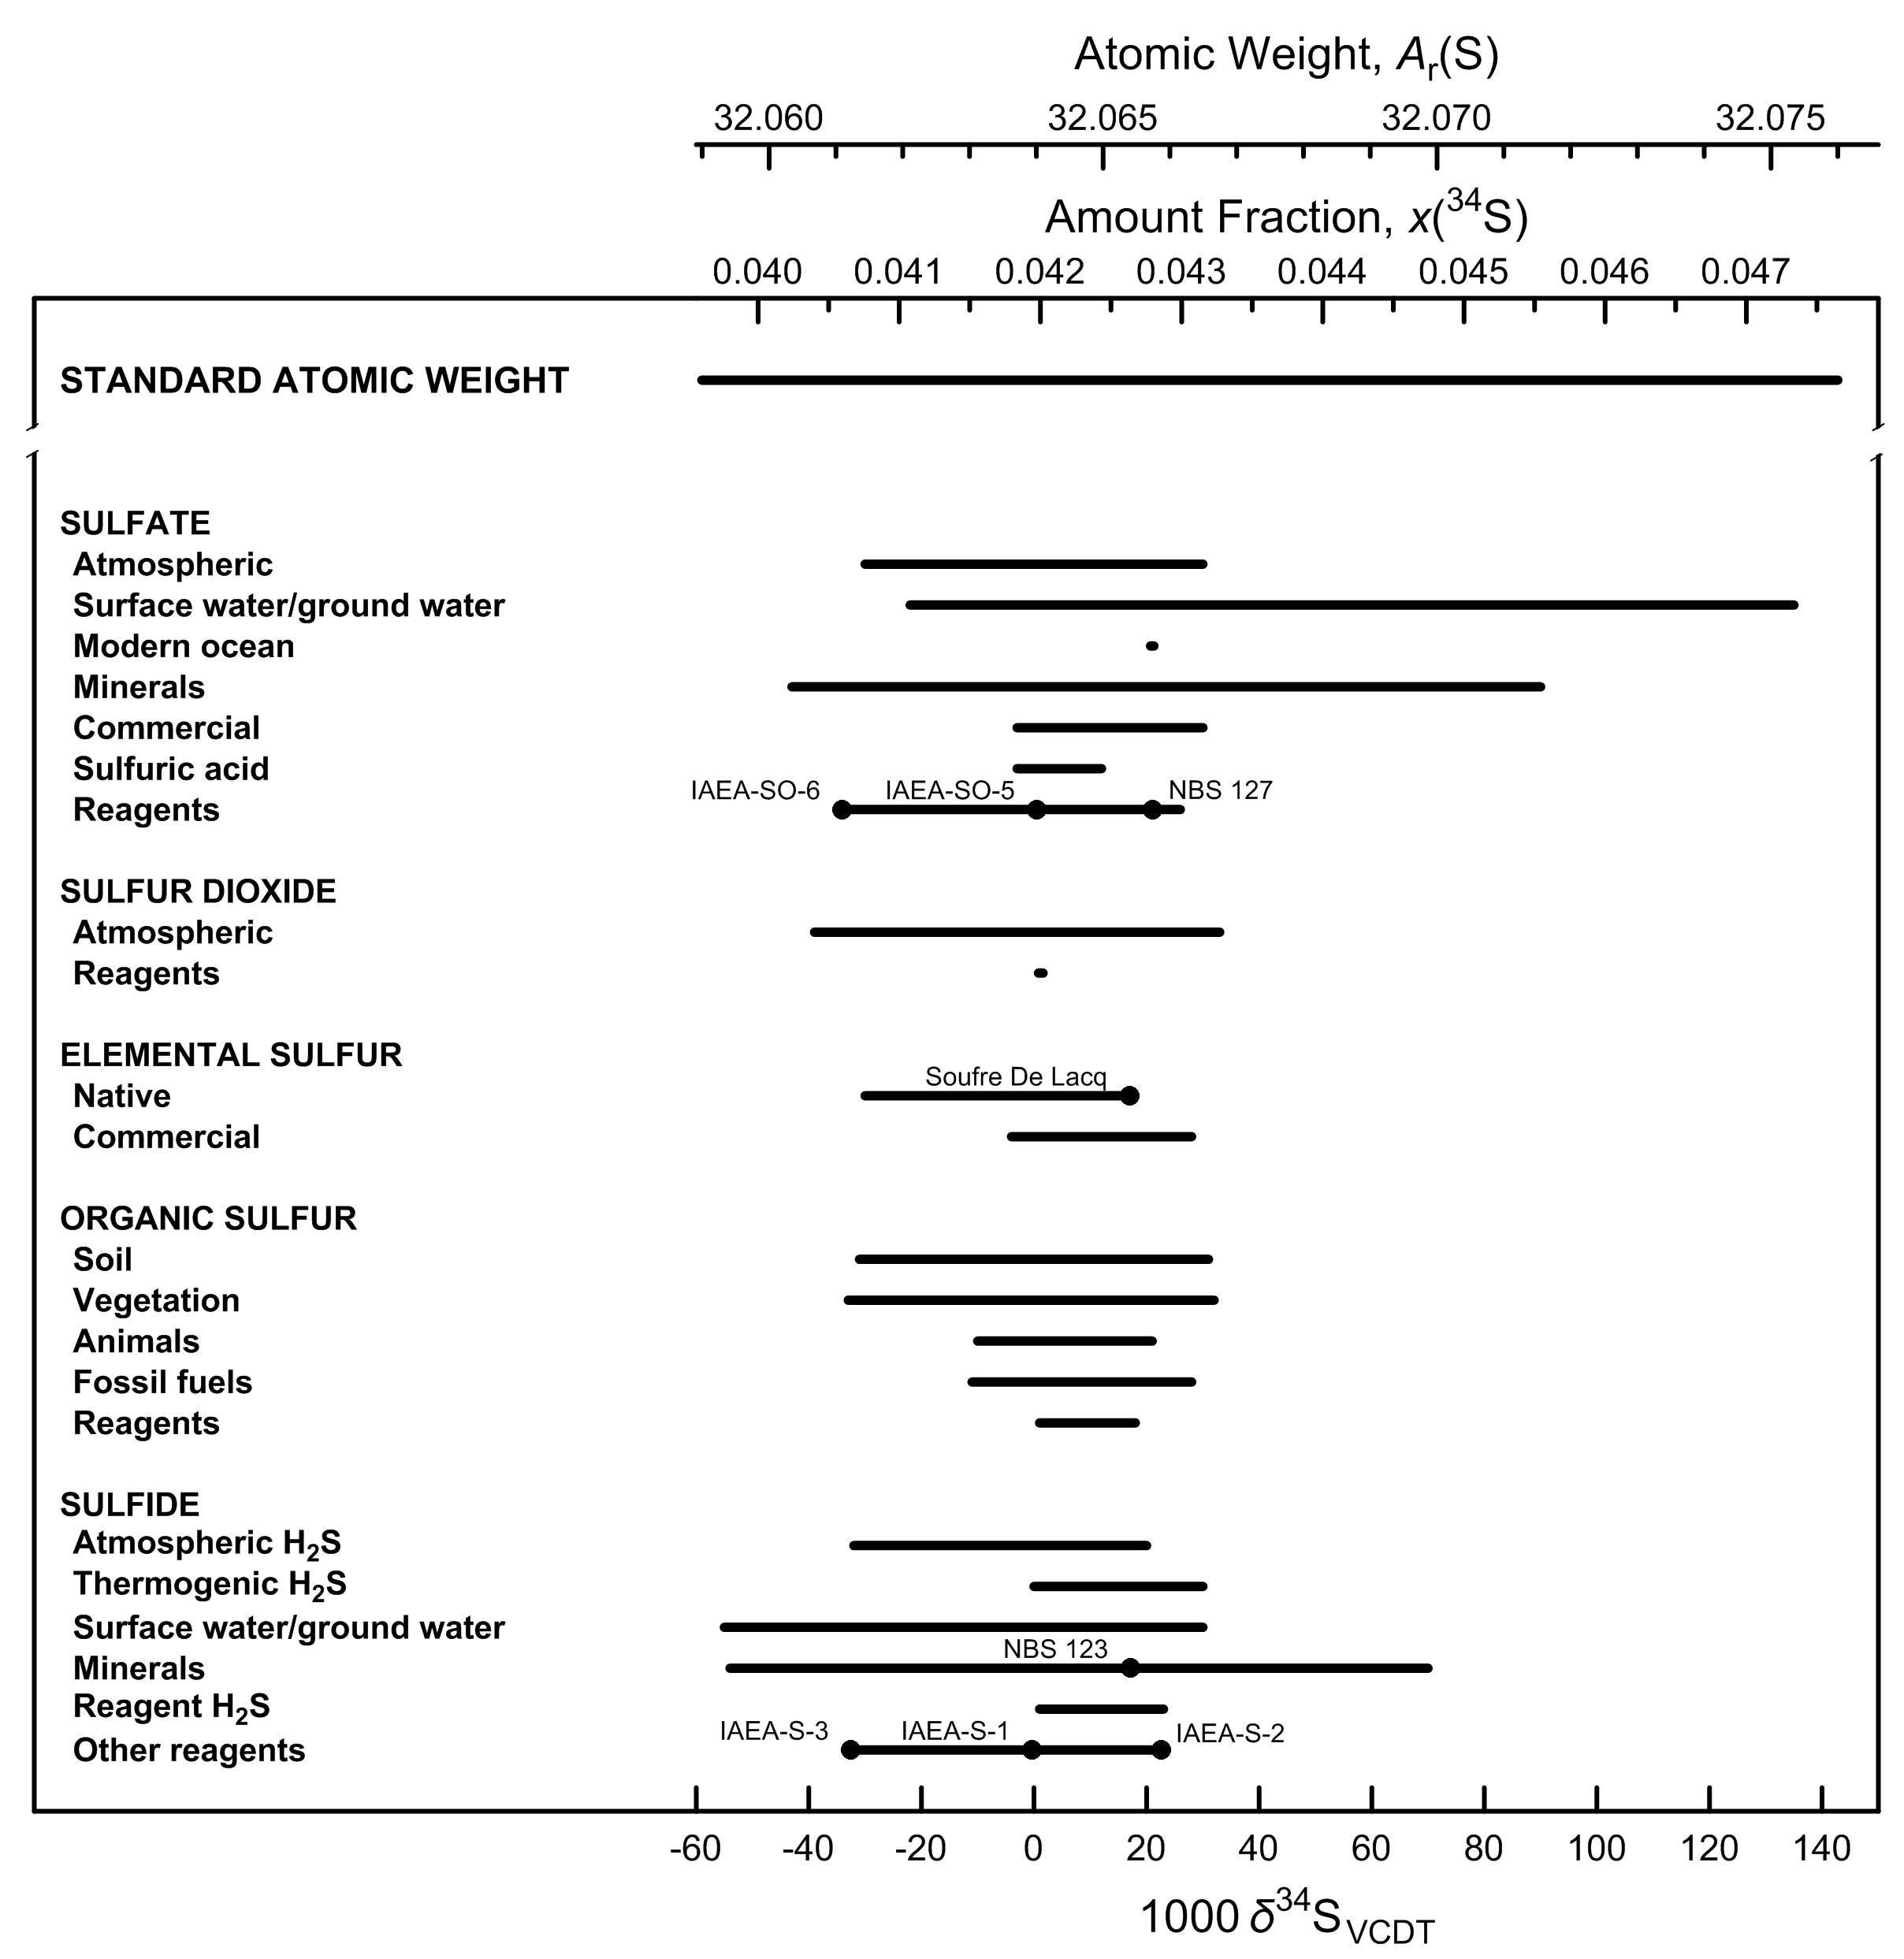 Atomic Weight, Aᵣ(S)
32.060 32.065 32.070 32.075
Amount Fraction, x(³⁴S)
0.040 0.041 0.042 0.043 0.044 0.045 0.046 0.047
STANDARD ATOMIC WEIGHT
SULFATE
Atmospheric
Surface water/ground water
Modern ocean
Minerals
Commercial
Sulfuric acid
IAEA-SO-6 IAEA-SO-5 NBS 127
Reagents
SULFUR DIOXIDE
Atmospheric
Reagents
ELEMENTAL SULFUR
Soufre De Lacq
Native
Commercial
ORGANIC SULFUR
Soil
Vegetation
Animals
Fossil fuels
Reagents
SULFIDE
Atmospheric H₂S
Thermogenic H₂S
Surface water/ground water
NBS 123
Minerals
Reagent H₂S
IAEA-S-3 IAEA-S-1 IAEA-S-2
Other reagents
-60 -40 -20 0 20 40 60 80 100 120 140
1000 δ³⁴S VCDT